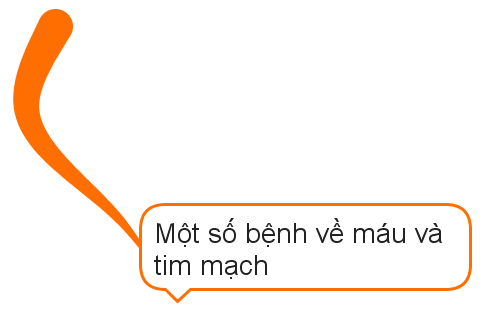 Một số bệnh về máu và
tim mạch